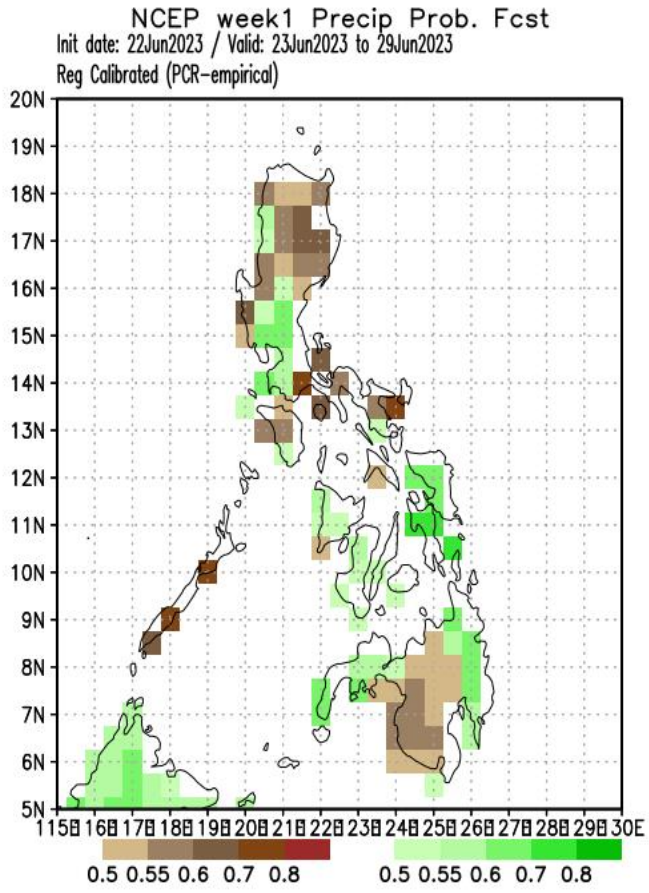 NCEP week1 Precip Prob. Fcst
Init date: 22Jun2023 / Valid: 23Jun2023 to 29Jun2023
Reg Calibrated (PCR-empirical)
20N
19N
18N
17N
16N
15N
14N
13N
12N
11N
10N
9N
8N
7N
6N
5N
115E 116E 117E 118E 119E 120E 121E 122E 123E 124E 125E 126E 127E 128E 129E 130E
0.5 0.55 0.6 0.7 0.8 0.5 0.55 0.6 0.7 0.8